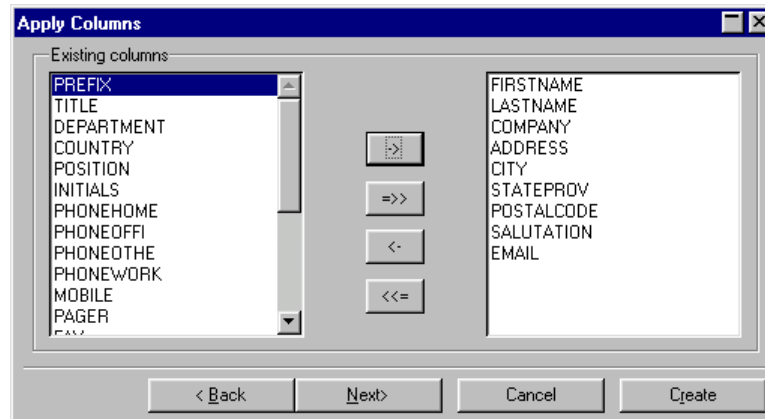 Apply Columns
Existing columns
PREFIX
TITLE
DEPARTMENT
COUNTRY
POSITION
INITIALS
PHONEHOME
PHONEOFFI
PHONEOTHE
PHONEWORK
MOBILE
PAGER
->
=>>
<-
<<=
FIRSTNAME
LASTNAME
COMPANY
ADDRESS
CITY
STATEPROV
POSTALCODE
SALUTATION
EMAIL
< Back
Next>
Cancel
Create